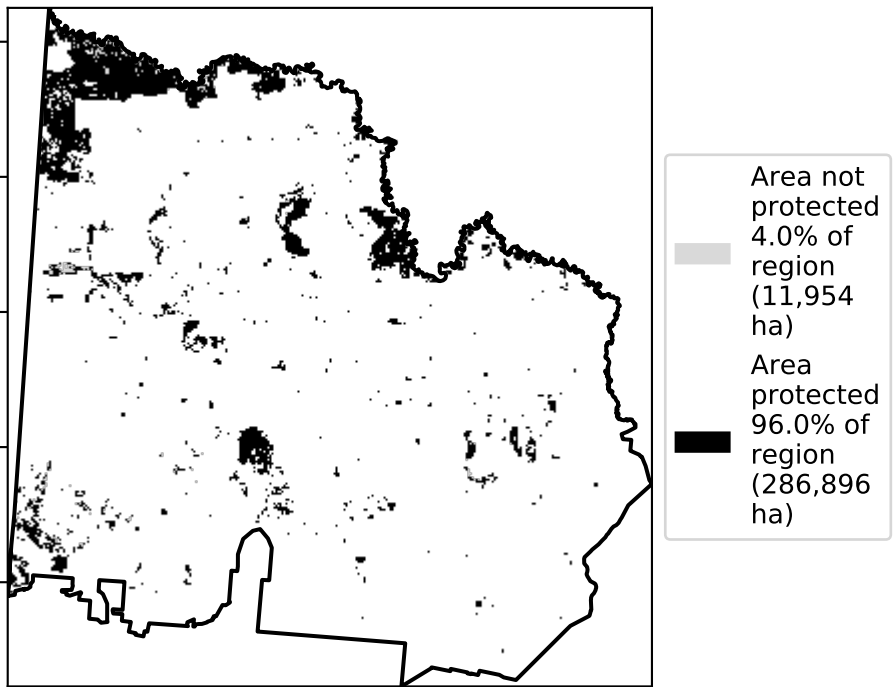 Area not
protected
4.0% of
region
(11,954
ha)
Area
protected
96.0% of
region
(286,896
ha)